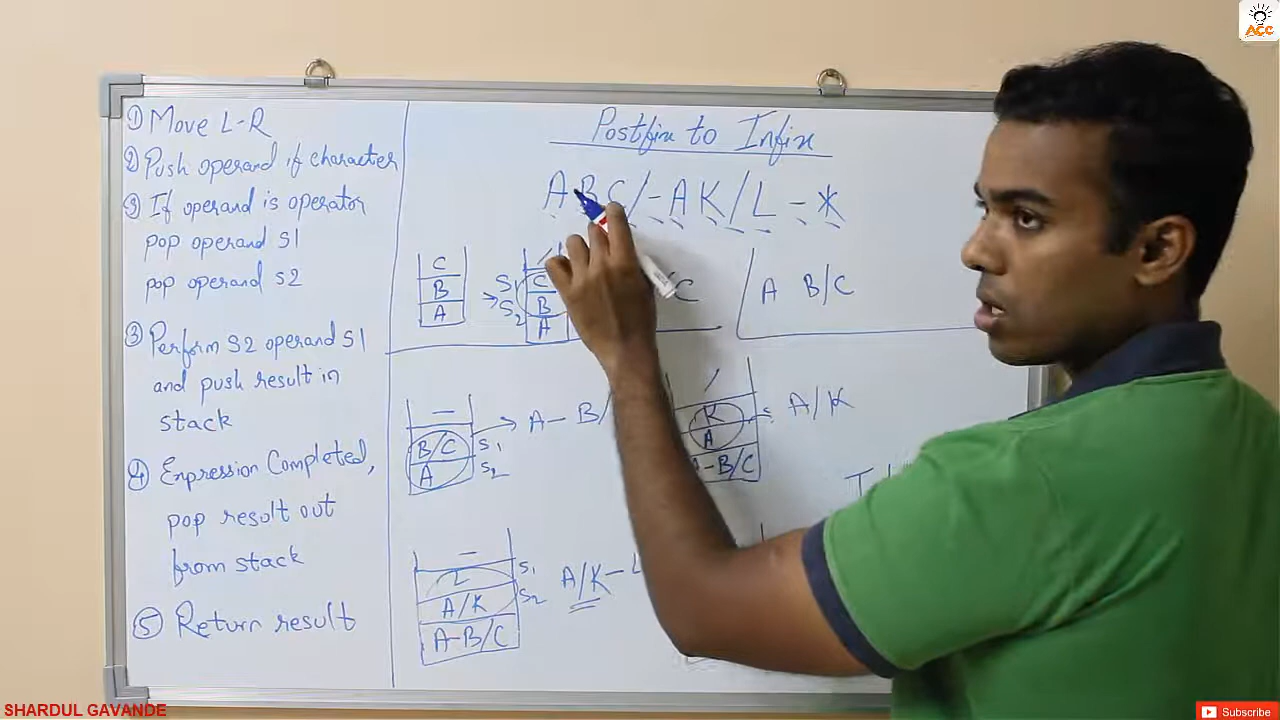 ① Move L-R
② Push operand if character
③ If operand is operator
pop operand S1
pop operand S2
③ Perform S2 operand S1
and push result in
stack
④ Expression Completed,
pop result out
from stack
⑤ Return result
Postfix to Infix
ABC/-AK/L-*
C
B
A
S1
S2
/
C
B
A
C
A B/C
-
B/C
A
S1
S2
A- B/
/
K
A
A-B/C
A/K
-
L
A/K
A-B/C
S1
S2
A/K-L
ACC
SHARDUL GAVANDE
Subscribe